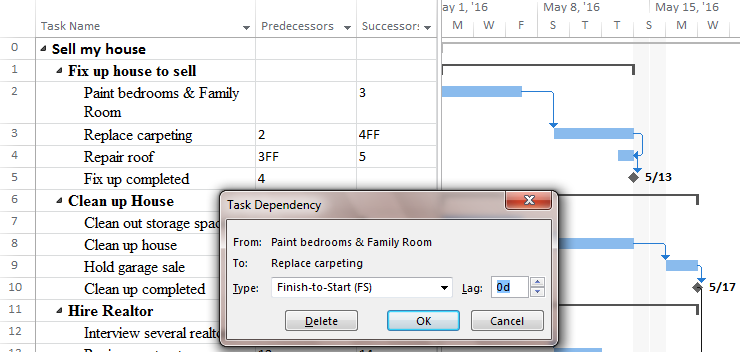 Task Name Predecessors Successors ay 1, '16 May 8, '16 May 15, '16
M W F S T T S M W
0 Sell my house
1 Fix up house to sell
2 Paint bedrooms & Family 3
Room
3 Replace carpeting 2 4FF
4 Repair roof 3FF 5
5 Fix up completed 4 5/13
6 Clean up House
7 Clean out storage spac
8 Clean up house
9 Hold garage sale
10 Clean up completed 5/17
11 Hire Realtor
12 Interview several realto
Task Dependency
From: Paint bedrooms & Family Room
To: Replace carpeting
Type: Finish-to-Start (FS) Lag: 0d
Delete OK Cancel